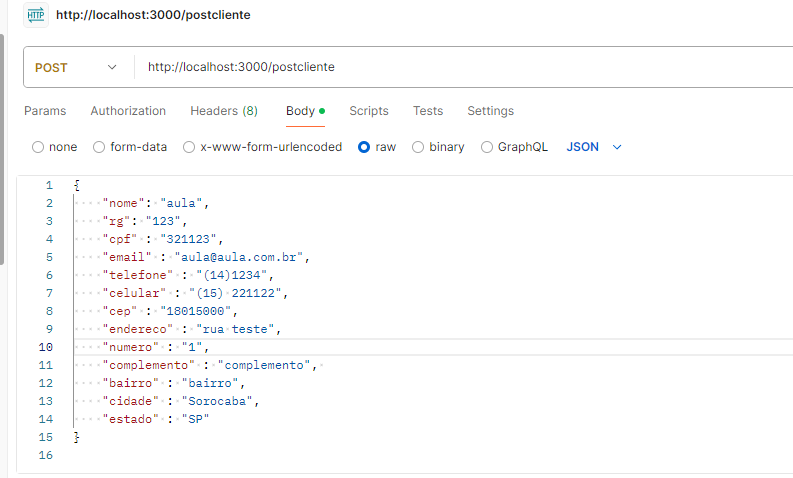 HTTP http://localhost:3000/postcliente
POST http://localhost:3000/postcliente
Params Authorization Headers (8) Body Scripts Tests Settings
none form-data x-www-form-urlencoded raw binary GraphQL JSON
1 {
2 "nome": "aula",
3 "rg": "123",
4 "cpf" : "321123",
5 "email" : "aula@aula.com.br",
6 "telefone" : "(14)1234",
7 "celular" : "(15) 221122",
8 "cep" : "18015000",
9 "endereco" : "rua teste",
10 "numero" : "1",
11 "complemento" : "complemento",
12 "bairro" : "bairro",
13 "cidade" : "Sorocaba",
14 "estado" : "SP"
15 }
16